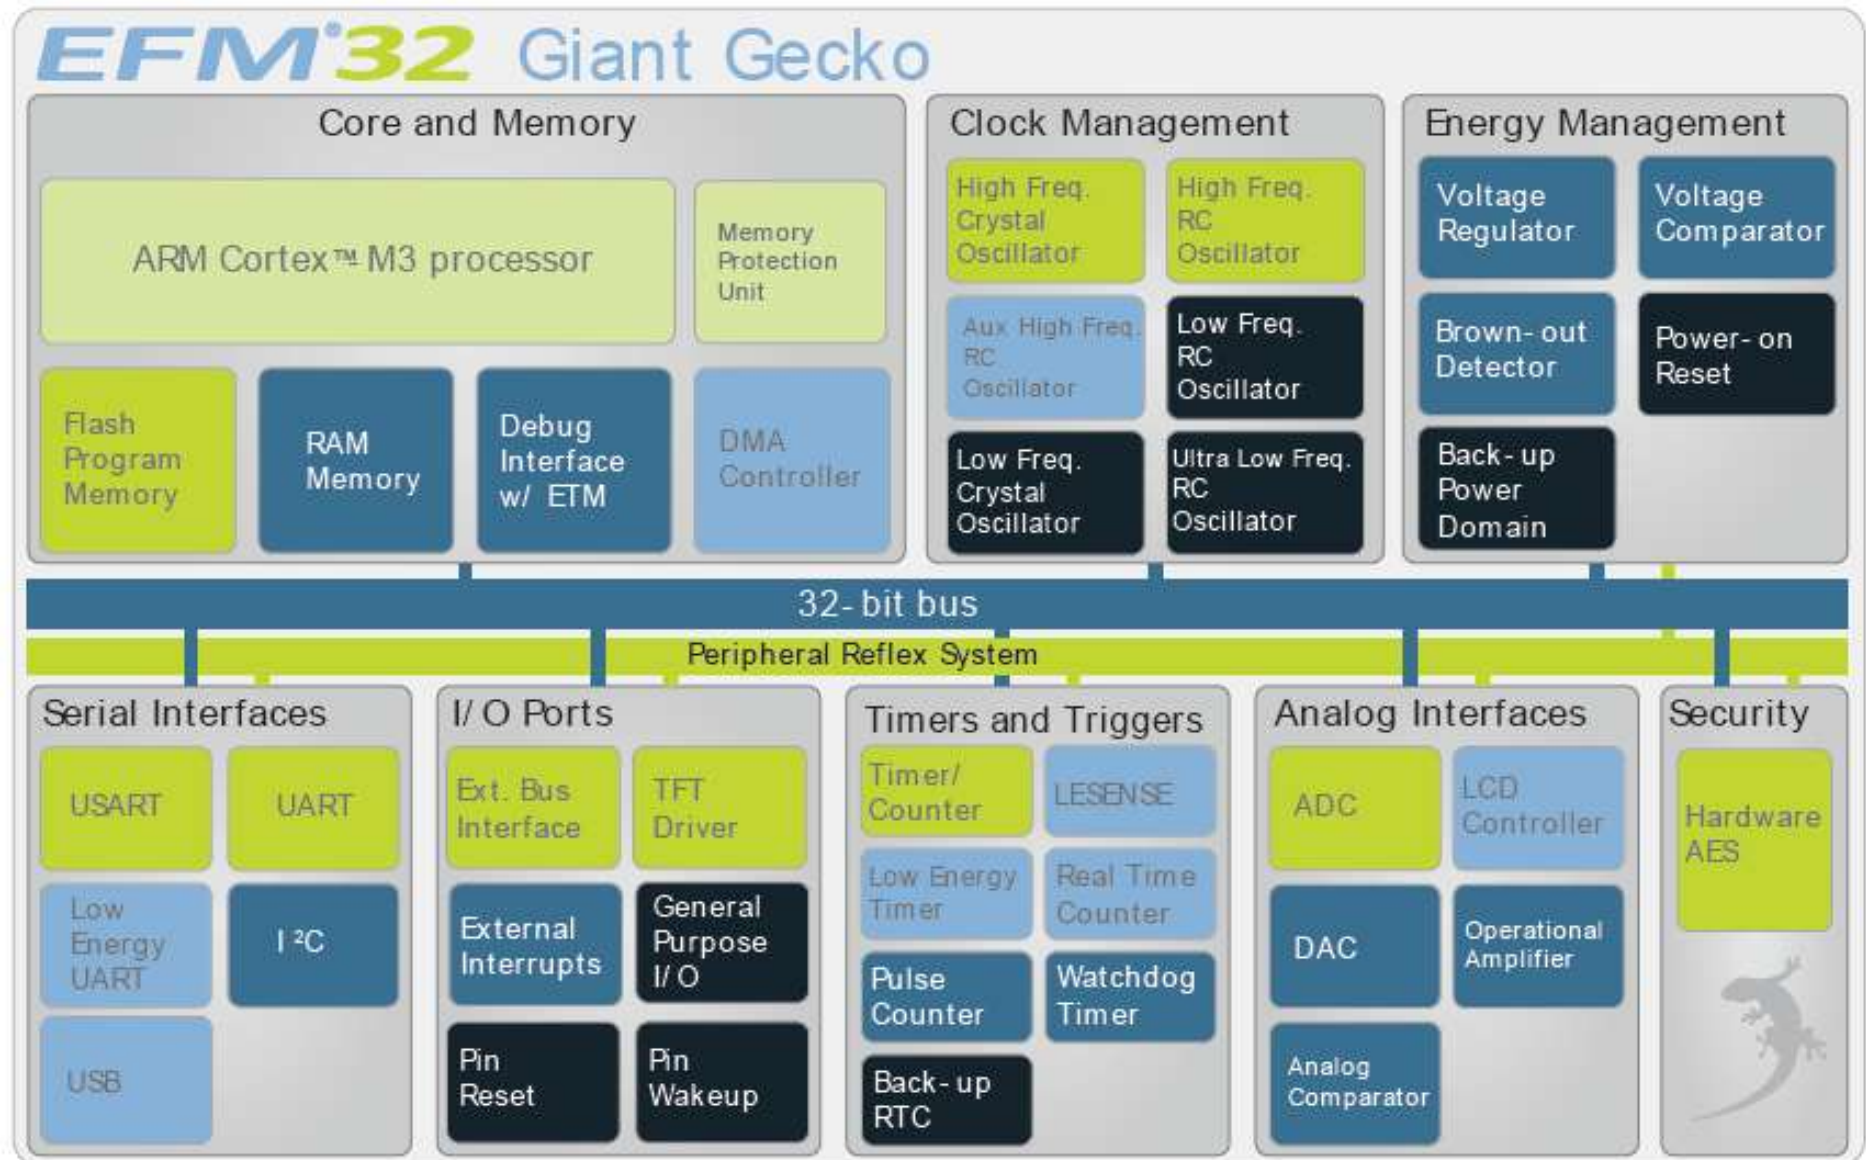 EFM®32 Giant Gecko
Core and Memory
ARM Cortex™ M3 processor
Memory
Protection
Unit
Flash
Program
Memory
RAM
Memory
Debug
Interface
w/ ETM
DMA
Controller
Clock Management
High Freq.
Crystal
Oscillator
High Freq.
RC
Oscillator
Aux High Freq.
RC
Oscillator
Low Freq.
RC
Oscillator
Low Freq.
Crystal
Oscillator
Ultra Low Freq.
RC
Oscillator
Energy Management
Voltage
Regulator
Voltage
Comparator
Brown-out
Detector
Power-on
Reset
Back-up
Power
Domain
32-bit bus
Peripheral Reflex System
Serial Interfaces
USART
UART
Low
Energy
UART
I²C
USB
I/O Ports
Ext. Bus
Interface
TFT
Driver
External
Interrupts
General
Purpose
I/O
Pin
Reset
Pin
Wakeup
Timers and Triggers
Timer/
Counter
LESENSE
Low Energy
Timer
Real Time
Counter
Pulse
Counter
Watchdog
Timer
Back-up
RTC
Analog Interfaces
ADC
LCD
Controller
DAC
Operational
Amplifier
Analog
Comparator
Security
Hardware
AES